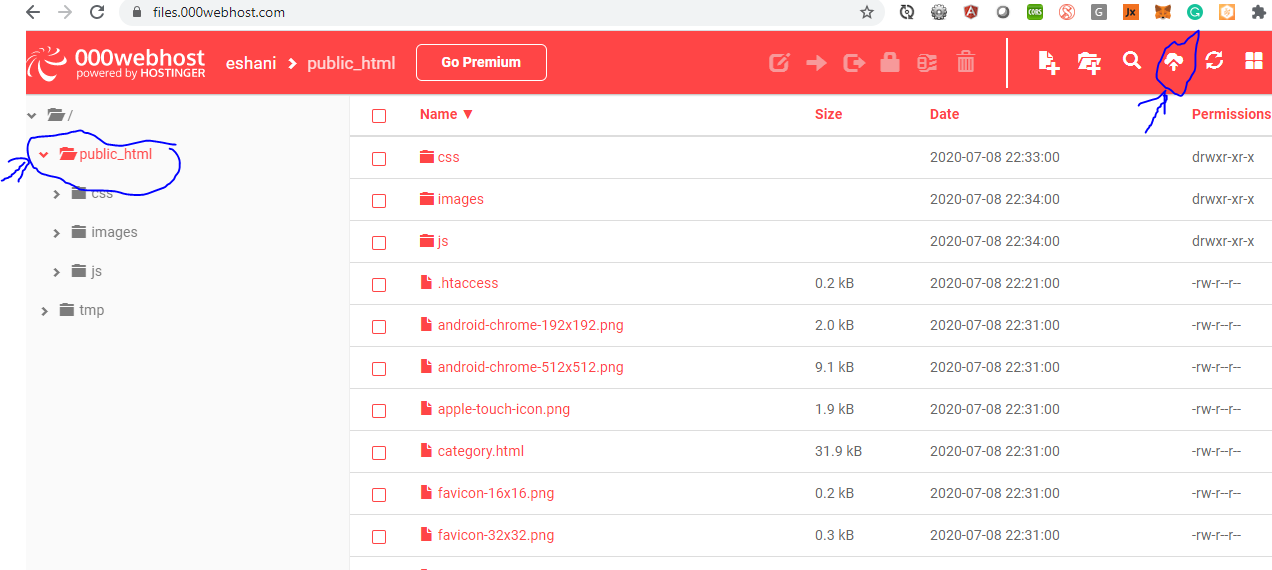 files.000webhost.com
CORS
G
Jx
G
000webhost
powered by HOSTINGER
eshani > public_html
Go Premium
/
public_html
css
images
js
tmp
Name ▼ Size Date Permissions
css 2020-07-08 22:33:00 drwxr-xr-x
images 2020-07-08 22:34:00 drwxr-xr-x
js 2020-07-08 22:34:00 drwxr-xr-x
.htaccess 0.2 kB 2020-07-08 22:21:00 -rw-r--r--
android-chrome-192x192.png 2.0 kB 2020-07-08 22:31:00 -rw-r--r--
android-chrome-512x512.png 9.1 kB 2020-07-08 22:31:00 -rw-r--r--
apple-touch-icon.png 1.9 kB 2020-07-08 22:31:00 -rw-r--r--
category.html 31.9 kB 2020-07-08 22:31:00 -rw-r--r--
favicon-16x16.png 0.2 kB 2020-07-08 22:31:00 -rw-r--r--
favicon-32x32.png 0.3 kB 2020-07-08 22:31:00 -rw-r--r--